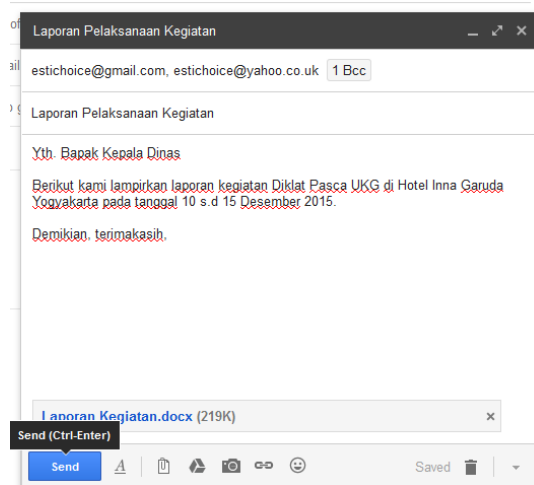 of
Laporan Pelaksanaan Kegiatan
ail
estichoice@gmail.com, estichoice@yahoo.co.uk 1 Bcc
Laporan Pelaksanaan Kegiatan
Yth. Bapak Kepala Dinas
Berikut kami lampirkan laporan kegiatan Diklat Pasca UKG di Hotel Inna Garuda
Yogyakarta pada tanggal 10 s.d 15 Desember 2015.
Demikian, terimakasih,
Laporan Kegiatan.docx (219K)
Send (Ctrl-Enter)
Send A Saved